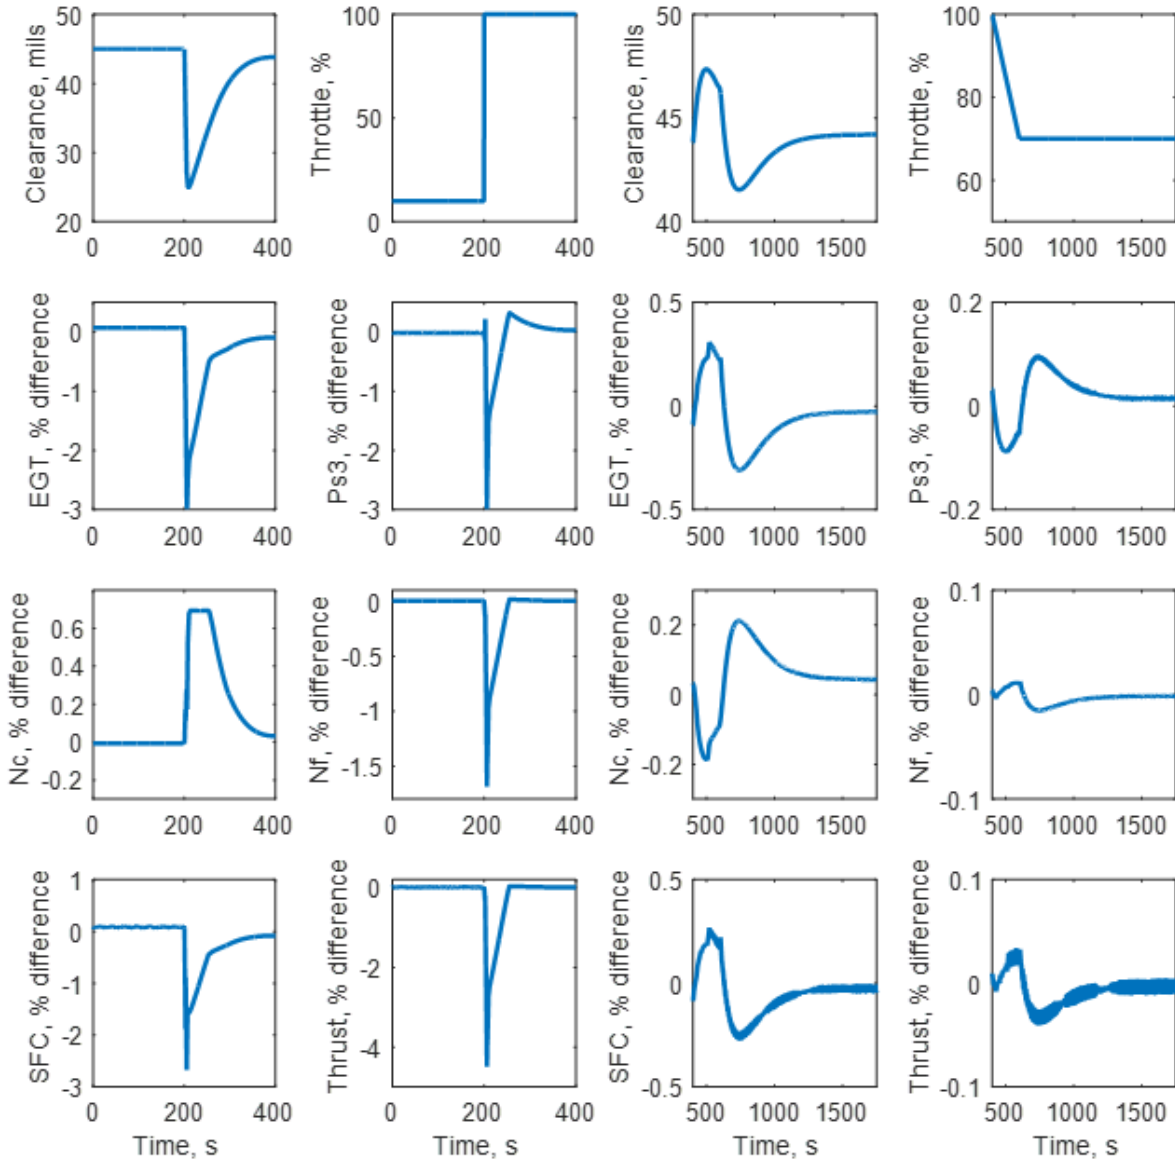 Clearance, mils
50
40
30
20
0 200 400
Throttle, %
100
50
0
0 200 400
Clearance, mils
50
45
40
500 1000 1500
Throttle, %
100
80
60
500 1000 1500
EGT, % difference
0
-1
-2
-3
0 200 400
Ps3, % difference
0
-1
-2
-3
0 200 400
EGT, % difference
0.5
0
-0.5
500 1000 1500
Ps3, % difference
0.2
0
-0.2
500 1000 1500
Nc, % difference
0.6
0.4
0.2
0
-0.2
0 200 400
Nf, % difference
0
-0.5
-1
-1.5
0 200 400
Nc, % difference
0.2
0
-0.2
500 1000 1500
Nf, % difference
0.1
0
-0.1
500 1000 1500
SFC, % difference
1
0
-1
-2
-3
0 200 400
Time, s
Thrust, % difference
0
-2
-4
0 200 400
Time, s
SFC, % difference
0.5
0
-0.5
500 1000 1500
Time, s
Thrust, % difference
0.1
0
-0.1
500 1000 1500
Time, s